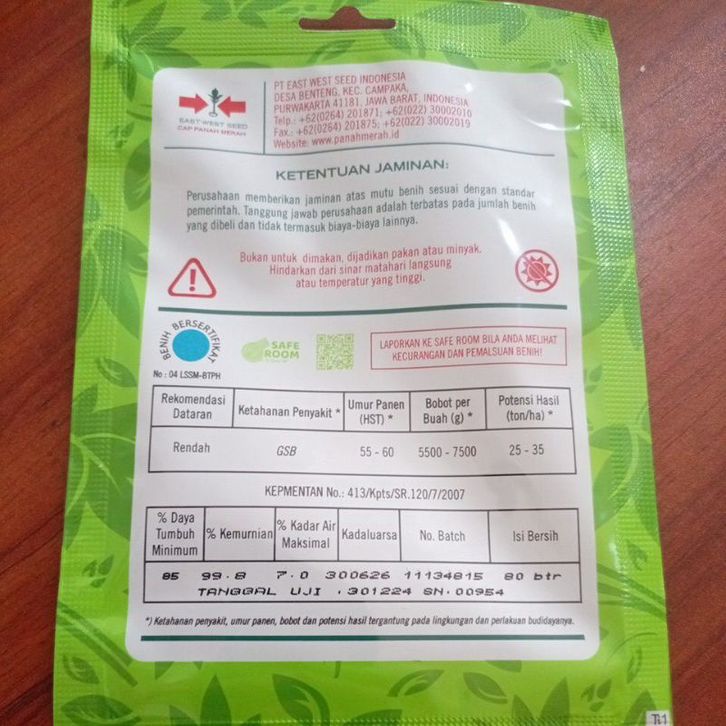 EAST-WEST SEED
CAP PANAH MERAH
PT EAST WEST SEED INDONESIA
DESA BENTENG, KEC. CAMPAKA,
PURWAKARTA 41181, JAWA BARAT, INDONESIA
Telp.: +62(0264) 201871; +62(022) 30002010
Fax.: +62(0264) 201875; +62(022) 30002019
Website: www.panahmerah.id
KETENTUAN JAMINAN:
Perusahaan memberikan jaminan atas mutu benih sesuai dengan standar
pemerintah. Tanggung jawab perusahaan adalah terbatas pada jumlah benih
yang dibeli dan tidak termasuk biaya-biaya lainnya.
Bukan untuk dimakan, dijadikan pakan atau minyak.
Hindarkan dari sinar matahari langsung
atau temperatur yang tinggi.
BENIH BERSERTIFIKAT
No : 04 LSSM-BTPH
SAFE
ROOM
LAPORKAN KE SAFE ROOM BILA ANDA MELIHAT
KECURANGAN DAN PEMALSUAN BENIH!
Rekomendasi Dataran Ketahanan Penyakit * Umur Panen (HST) * Bobot per Buah (g) * Potensi Hasil (ton/ha) *
Rendah GSB 55 - 60 5500 - 7500 25 - 35
KEPMENTAN No.: 413/Kpts/SR.120/7/2007
% Daya Tumbuh Minimum % Kemurnian % Kadar Air Maksimal Kadaluarsa No. Batch Isi Bersih
85 99.8 7.0 300626 11134815 80 btr
TANGGAL UJI : 301224 SN.00954
*) Ketahanan penyakit, umur panen, bobot dan potensi hasil tergantung pada lingkungan dan perlakuan budidayanya.